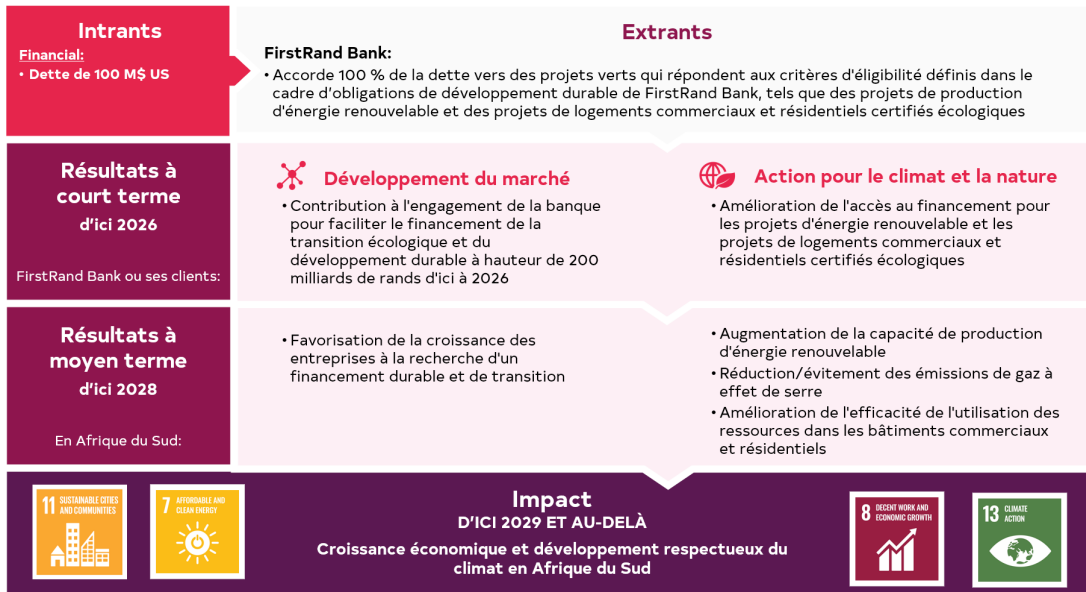 Intrants
Financial:
• Dette de 100 M$ US
Extrants
FirstRand Bank:
• Accorde 100 % de la dette vers des projets verts qui répondent aux critères d'éligibilité définis dans le
cadre d’obligations de développement durable de FirstRand Bank, tels que des projets de production
d'énergie renouvelable et des projets de logements commerciaux et résidentiels certifiés écologiques
Résultats à
court terme
d’ici 2026
FirstRand Bank ou ses clients:
Développement du marché
• Contribution à l'engagement de la banque
pour faciliter le financement de la
transition écologique et du
développement durable à hauteur de 200
milliards de rands d'ici à 2026
Action pour le climat et la nature
• Amélioration de l'accès au financement pour
les projets d'énergie renouvelable et les
projets de logements commerciaux et
résidentiels certifiés écologiques
Résultats à
moyen terme
d’ici 2028
En Afrique du Sud:
• Favorisation de la croissance des
entreprises à la recherche d'un
financement durable et de transition
• Augmentation de la capacité de production
d'énergie renouvelable
• Réduction/évitement des émissions de gaz à
effet de serre
• Amélioration de l'efficacité de l'utilisation des
ressources dans les bâtiments commerciaux
et résidentiels
11 SUSTAINABLE CITIES
AND COMMUNITIES
7 AFFORDABLE AND
CLEAN ENERGY
Impact
D’ICI 2029 ET AU-DELÀ
Croissance économique et développement respectueux du
climat en Afrique du Sud
8 DECENT WORK AND
ECONOMIC GROWTH
13 CLIMATE
ACTION